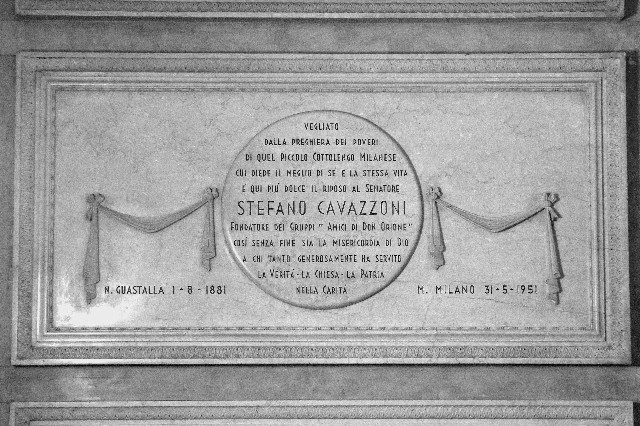 VEGLIATO
DALLA PREGHIERA DEI POVERI
DI QUEL PICCOLO COTTOLENGO MILANESE
CUI DIEDE IL MEGLIO DI SÉ E LA STESSA VITA
È QUI PIÙ DOLCE IL RIPOSO AL SENATORE
STEFANO CAVAZZONI
FONDATORE DEI GRUPPI "AMICI DI DON ORIONE"
COSÌ SENZA FINE SIA LA MISERICORDIA DI DIO
A CHI TANTO GENEROSAMENTE HA SERVITO
LA VERITÀ - LA CHIESA - LA PATRIA
NELLA CARITÀ
N. GUASTALLA 1-8-1881
M. MILANO 31-5-1951